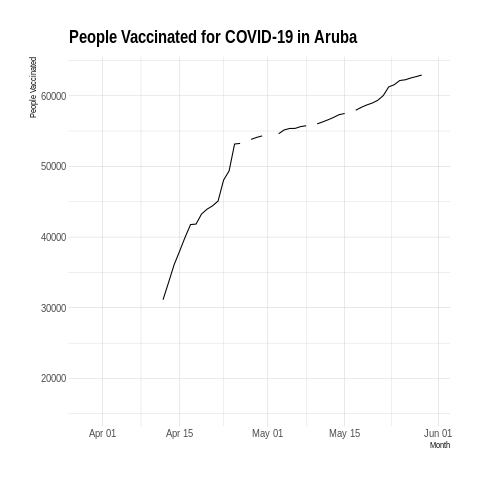 People Vaccinated for COVID-19 in Aruba
People Vaccinated
60000
50000
40000
30000
20000
Apr 01 Apr 15 May 01 May 15 Jun 01
Month